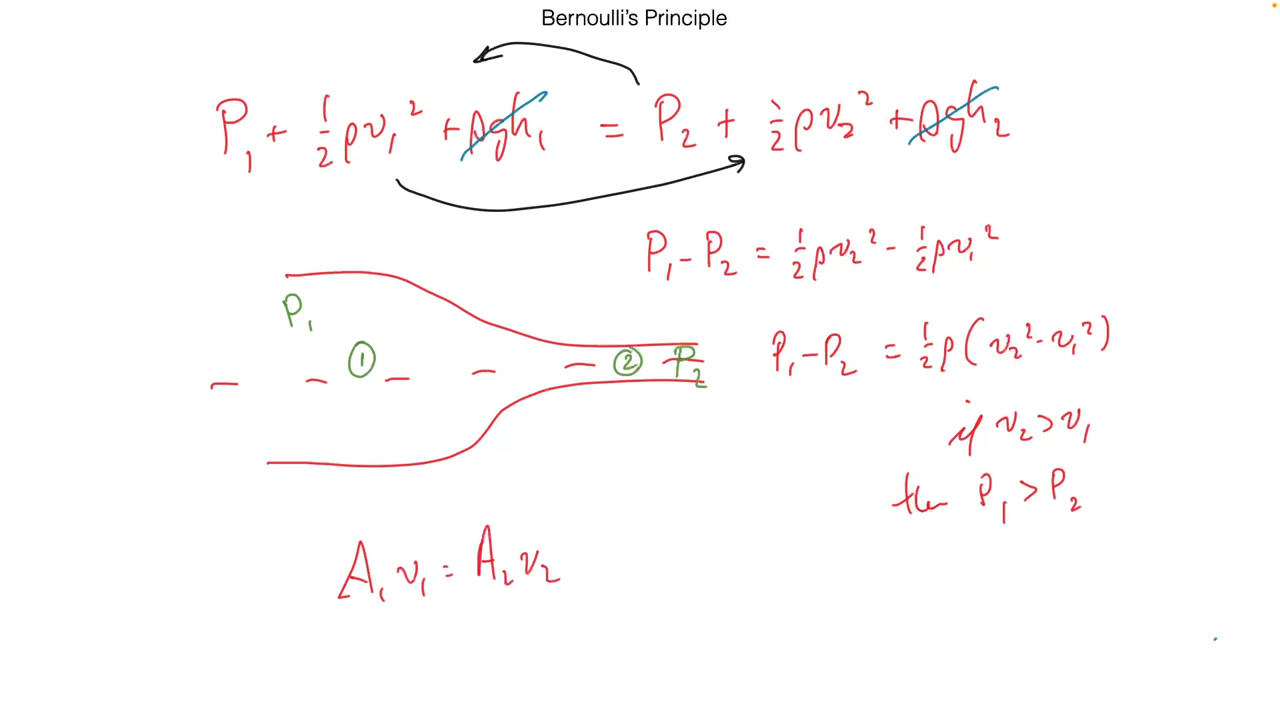 Bernoulli's Principle
P₁ + ½ρv₁² + ρgh₁ = P₂ + ½ρv₂² + ρgh₂
P₁ - P₂ = ½ρv₂² - ½ρv₁²
P₁
① ② P₂
P₁ - P₂ = ½ρ(v₂² - v₁²)
if v₂ > v₁
then P₁ > P₂
A₁v₁ = A₂v₂